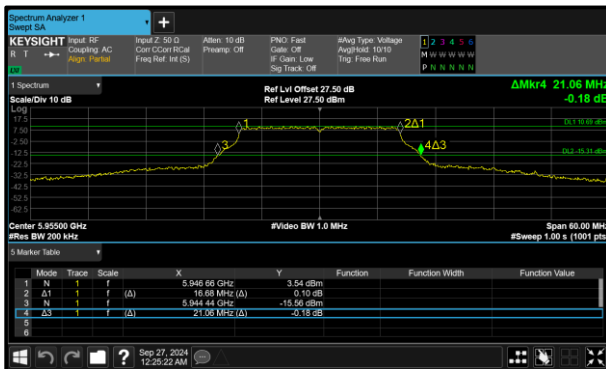 Spectrum Analyzer 1
Swept SA
KEYSIGHT Input: RF Input Z: 50 Ω Atten: 10 dB PNO: Fast #Avg Type: Voltage 1 2 3 4 5 6
R T Coupling: AC Corr CCorr RCal Preamp: Off Gate: Off Avg|Hold: 10/10 M W W W W W
Align: Partial Freq Ref: Int (S) IF Gain: Low Trig: Free Run P N N N N N
Sig Track: Off
1 Spectrum Ref Lvl Offset 27.50 dB ΔMkr4 21.06 MHz
Scale/Div 10 dB Ref Level 27.50 dBm -0.18 dB
Log
17.5
7.50
-2.50
-12.5
-22.5
-32.5
-42.5
-52.5
-62.5
1
2Δ1
DL1 10.69 dBm
3
4Δ3
DL2 -15.31 dBm
Center 5.95500 GHz #Video BW 1.0 MHz Span 60.00 MHz
#Res BW 200 kHz #Sweep 1.00 s (1001 pts)
5 Marker Table
Mode Trace Scale X Y Function Function Width Function Value
1 N 1 f 5.946 66 GHz 3.54 dBm
2 Δ1 1 f (Δ) 16.68 MHz (Δ) 0.10 dB
3 N 1 f 5.944 44 GHz -15.56 dBm
4 Δ3 1 f (Δ) 21.06 MHz (Δ) -0.18 dB
5
6
? Sep 27, 2024
12:25:22 AM